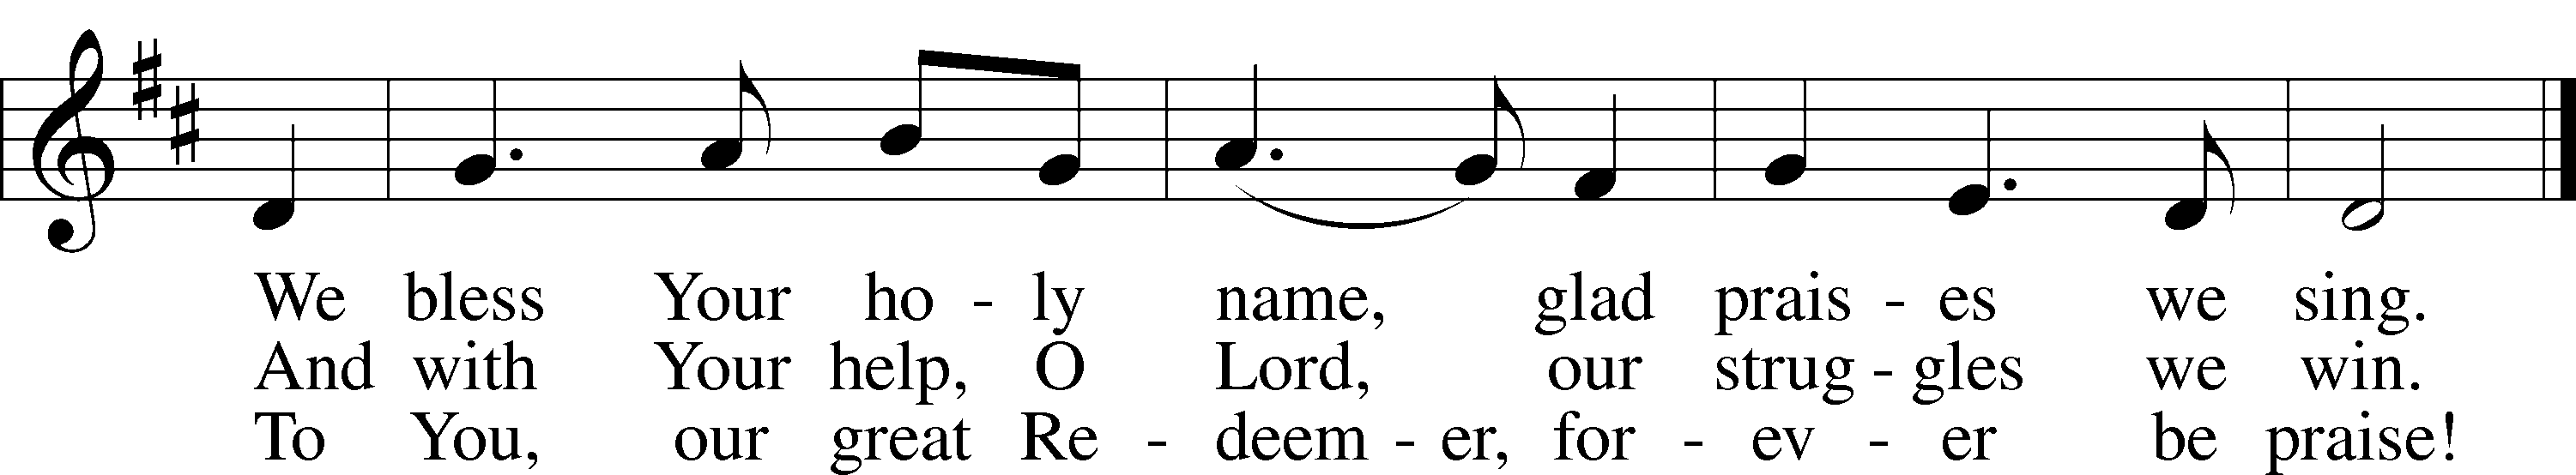 We bless Your ho - ly name, glad prais - es we sing.
And with Your help, O Lord, our strug - gles we win.
To You, our great Re - deem - er, for - ev - er be praise!